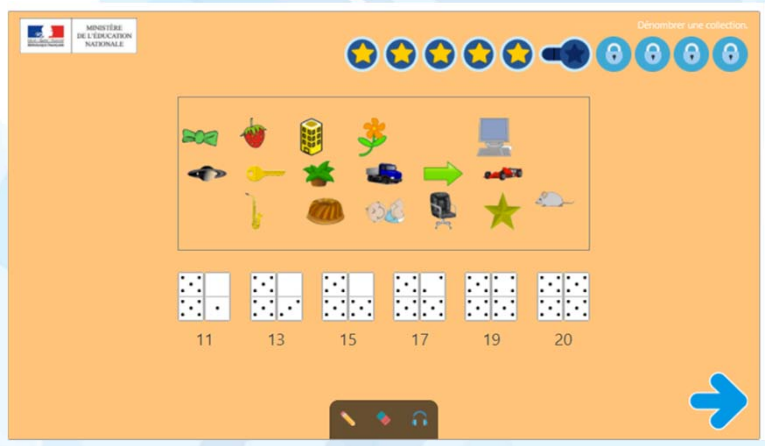 MINISTÈRE
DE L'ÉDUCATION
NATIONALE
Dénombrer une collection.
11
13
15
17
19
20